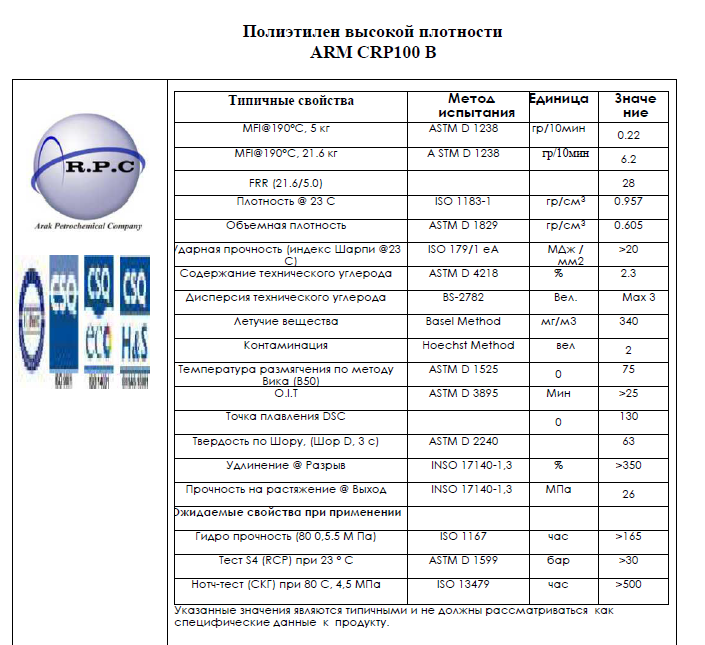 Полиэтилен высокой плотности
ARM CRP100 B
R.P.C
Arak Petrochemical Company
CSQ
CSQ
CSQ
eco
H&S
Типичные свойства Метод испытания Единица Значе ние
MFI@190°C, 5 кг ASTM D 1238 гр/10мин 0.22
MFI@190°C, 21.6 кг A STM D 1238 гр/10мин 6.2
FRR (21.6/5.0) 28
Плотность @ 23 C ISO 1183-1 гр/см³ 0.957
Объемная плотность ASTM D 1829 гр/см³ 0.605
Ударная прочность (индекс Шарпи @23 C) ISO 179/1 eA МДж / мм2 >20
Содержание технического углерода ASTM D 4218 % 2.3
Дисперсия технического углерода BS-2782 Вел. Max 3
Летучие вещества Basel Method мг/м3 340
Контаминация Hoechst Method вел 2
Температура размягчения по методу Вика (B50) ASTM D 1525 0 75
O.I.T ASTM D 3895 Мин >25
Точка плавления DSC 0 130
Твердость по Шору, (Шор D, 3 с) ASTM D 2240 63
Удлинение @ Разрыв INSO 17140-1,3 % >350
Прочность на растяжение @ Выход INSO 17140-1,3 МПа 26
Ожидаемые свойства при применении
Гидро прочность (80 0,5.5 М Па) ISO 1167 час >165
Тест S4 (RCP) при 23 ° C ASTM D 1599 бар >30
Нотч-тест (СКГ) при 80 C, 4,5 МПа ISO 13479 час >500
Указанные значения являются типичными и не должны рассматриваться как
специфические данные к продукту.